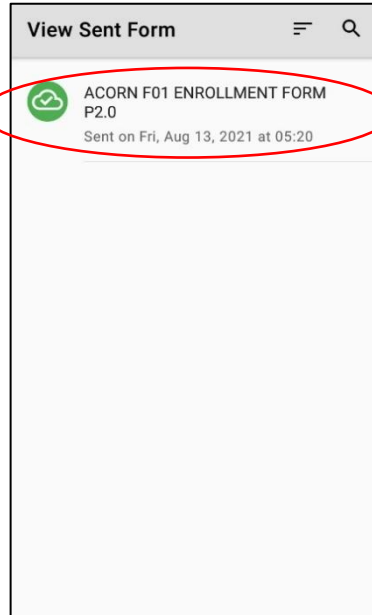 View Sent Form
ACORN F01 ENROLLMENT FORM
P2.0
Sent on Fri, Aug 13, 2021 at 05:20